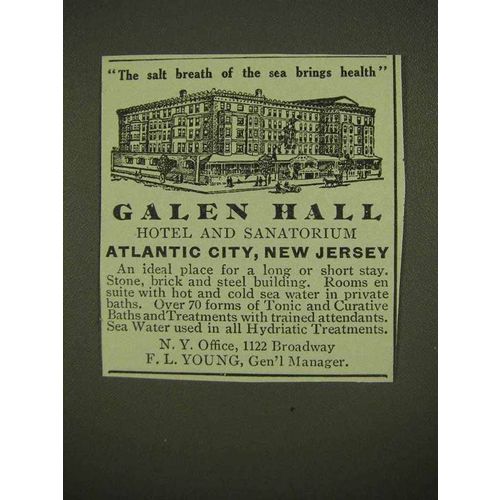 "The salt breath of the sea brings health"
GALEN HALL
HOTEL AND SANATORIUM
ATLANTIC CITY, NEW JERSEY
An ideal place for a long or short stay.
Stone, brick and steel building. Rooms en
suite with hot and cold sea water in private
baths. Over 70 forms of Tonic and Curative
Baths and Treatments with trained attendants.
Sea Water used in all Hydriatic Treatments.
N. Y. Office, 1122 Broadway
F. L. YOUNG, Gen'l Manager.